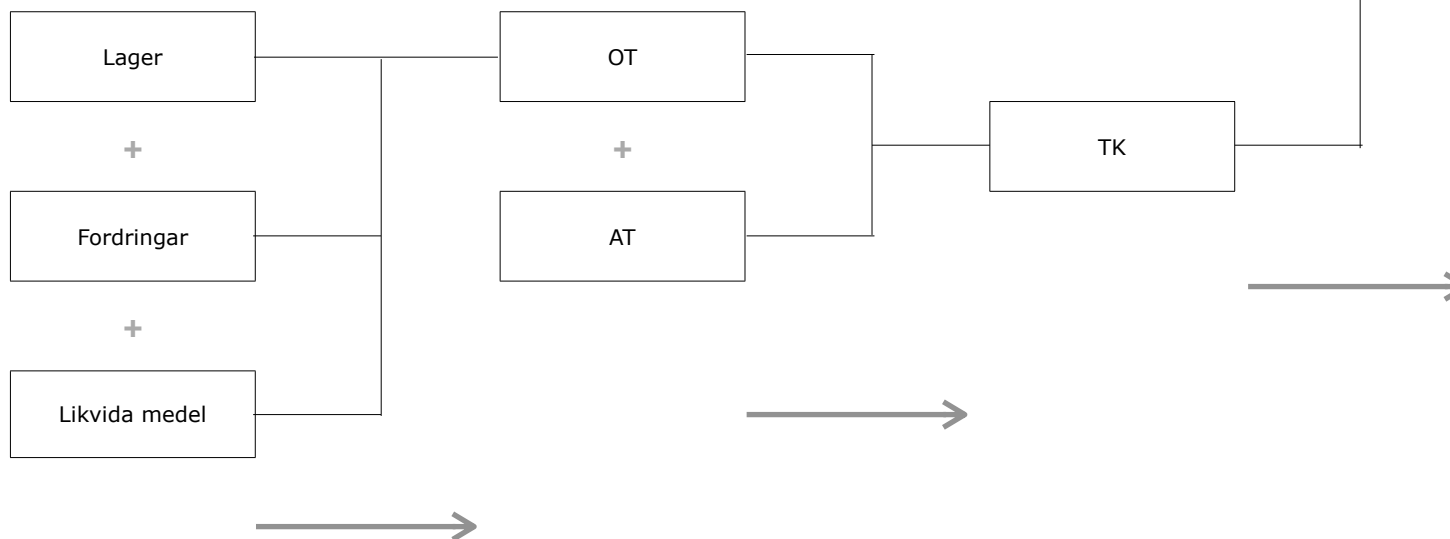 Lager
OT
TK
+
+
Fordringar
AT
+
Likvida medel